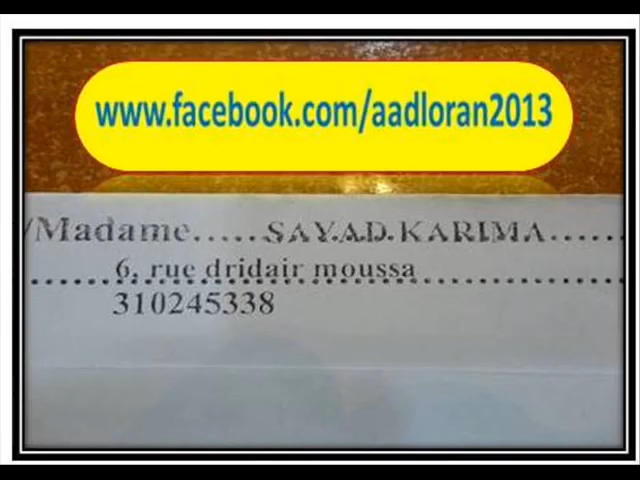 www.facebook.com/aadloran2013
/Madame.....SAYAD KARIMA......
6, rue dridair moussa
310245338